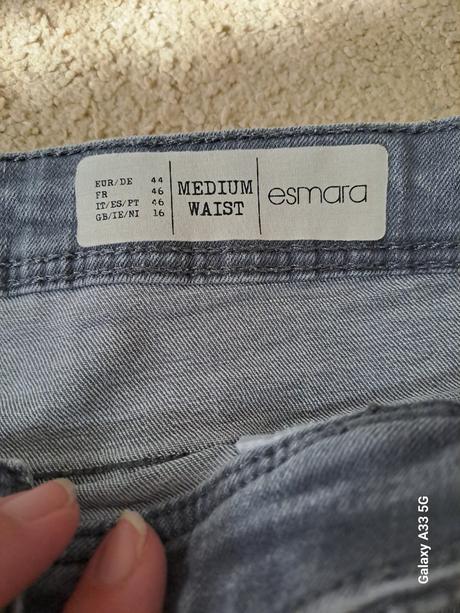 EUR/DE 44
FR 46
IT/ES/PT 46
GB/IE/NI 16
MEDIUM
WAIST
esmara
Galaxy A33 5G